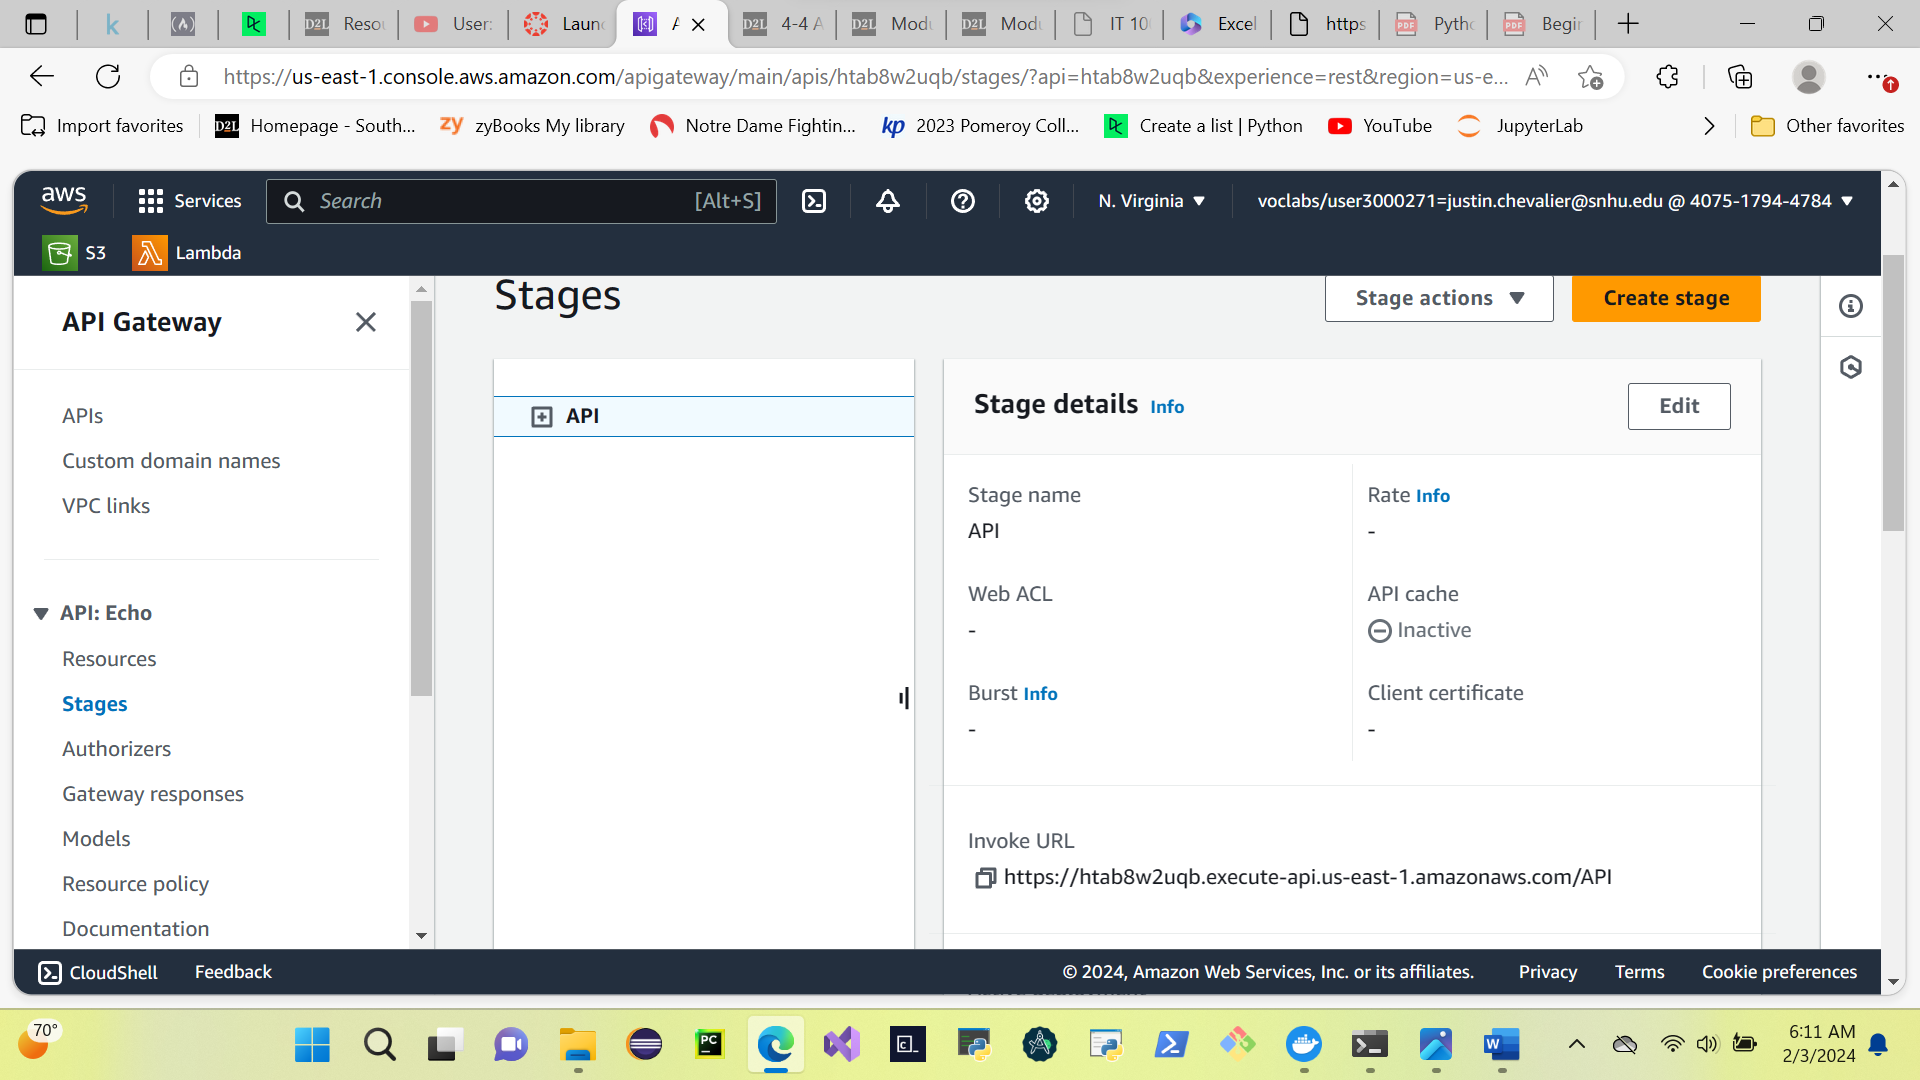 Resou
User:
Laun
A
4-4 A
Modu
Modu
IT 10
Excel
https
Pytho
Begin
https://us-east-1.console.aws.amazon.com/apigateway/main/apis/htab8w2uqb/stages/?api=htab8w2uqb&experience=rest&region=us-e...
Import favorites
D2L Homepage - South...
zy zyBooks My library
Notre Dame Fightin...
kp 2023 Pomeroy Coll...
Create a list | Python
YouTube
JupyterLab
Other favorites
aws
Services
Search [Alt+S]
N. Virginia
voclabs/user3000271=justin.chevalier@snhu.edu @ 4075-1794-4784
S3
Lambda
API Gateway
APIs
Custom domain names
VPC links
API: Echo
Resources
Stages
Authorizers
Gateway responses
Models
Resource policy
Documentation
Stages
Stage actions
Create stage
API
Stage details Info
Edit
Stage name
API
Rate Info
-
Web ACL
-
API cache
Inactive
Burst Info
-
Client certificate
-
Invoke URL
https://htab8w2uqb.execute-api.us-east-1.amazonaws.com/API
CloudShell
Feedback
© 2024, Amazon Web Services, Inc. or its affiliates.
Privacy
Terms
Cookie preferences
70°
6:11 AM
2/3/2024